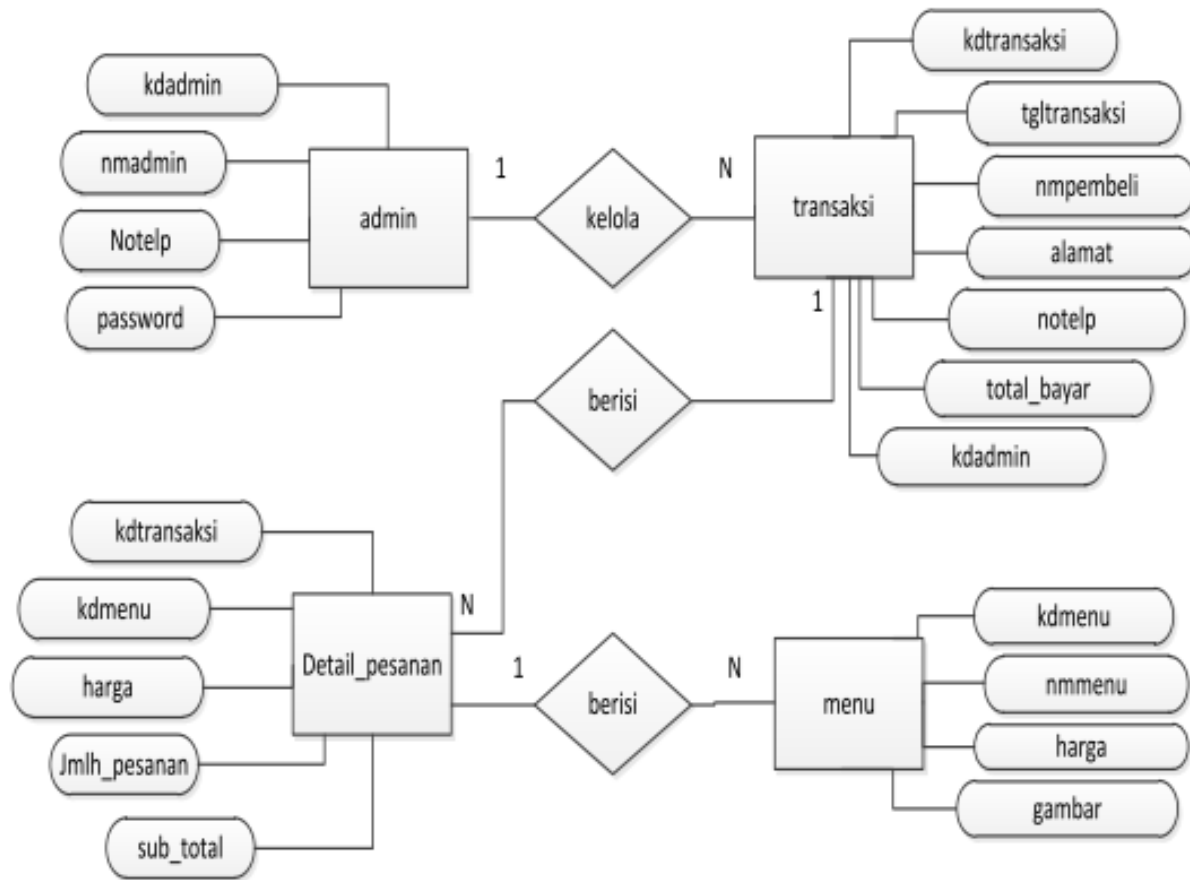 kdtransaksi
kdadmin
tgltransaksi
nmadmin
1
N
nmpembeli
admin
kelola
transaksi
Notelp
alamat
password
1
notelp
berisi
total_bayar
kdadmin
kdtransaksi
kdmenu
N
kdmenu
Detail_pesanan
1
N
nmmenu
harga
berisi
menu
harga
Jmlh_pesanan
gambar
sub_total